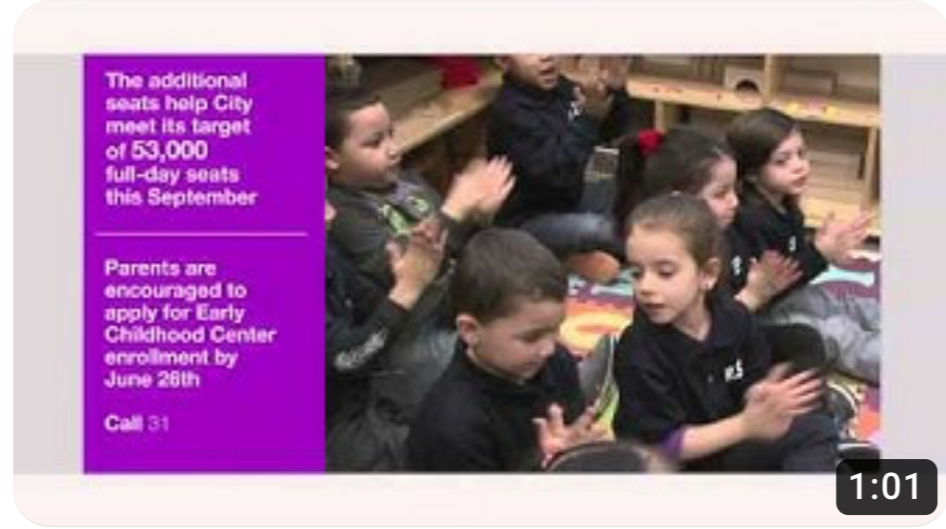 The additional
seats help City
meet its target
of 53,000
full-day seats
this September
Parents are
encouraged to
apply for Early
Childhood Center
enrollment by
June 26th
Call 31
1:01